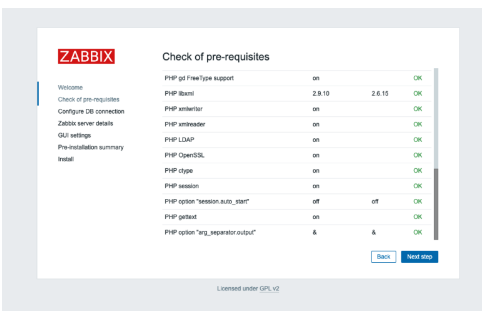 ZABBIX
Welcome
Check of pre-requisites
Configure DB connection
Zabbix server details
GUI settings
Pre-installation summary
Install
Check of pre-requisites
PHP gd FreeType support on OK
PHP libxml 2.9.10 2.6.15 OK
PHP xmlwriter on OK
PHP xmlreader on OK
PHP LDAP on OK
PHP OpenSSL on OK
PHP ctype on OK
PHP session on OK
PHP option "session.auto_start" off off OK
PHP gettext on OK
PHP option "arg_separator.output" & & OK
Back Next step
Licensed under GPL v2